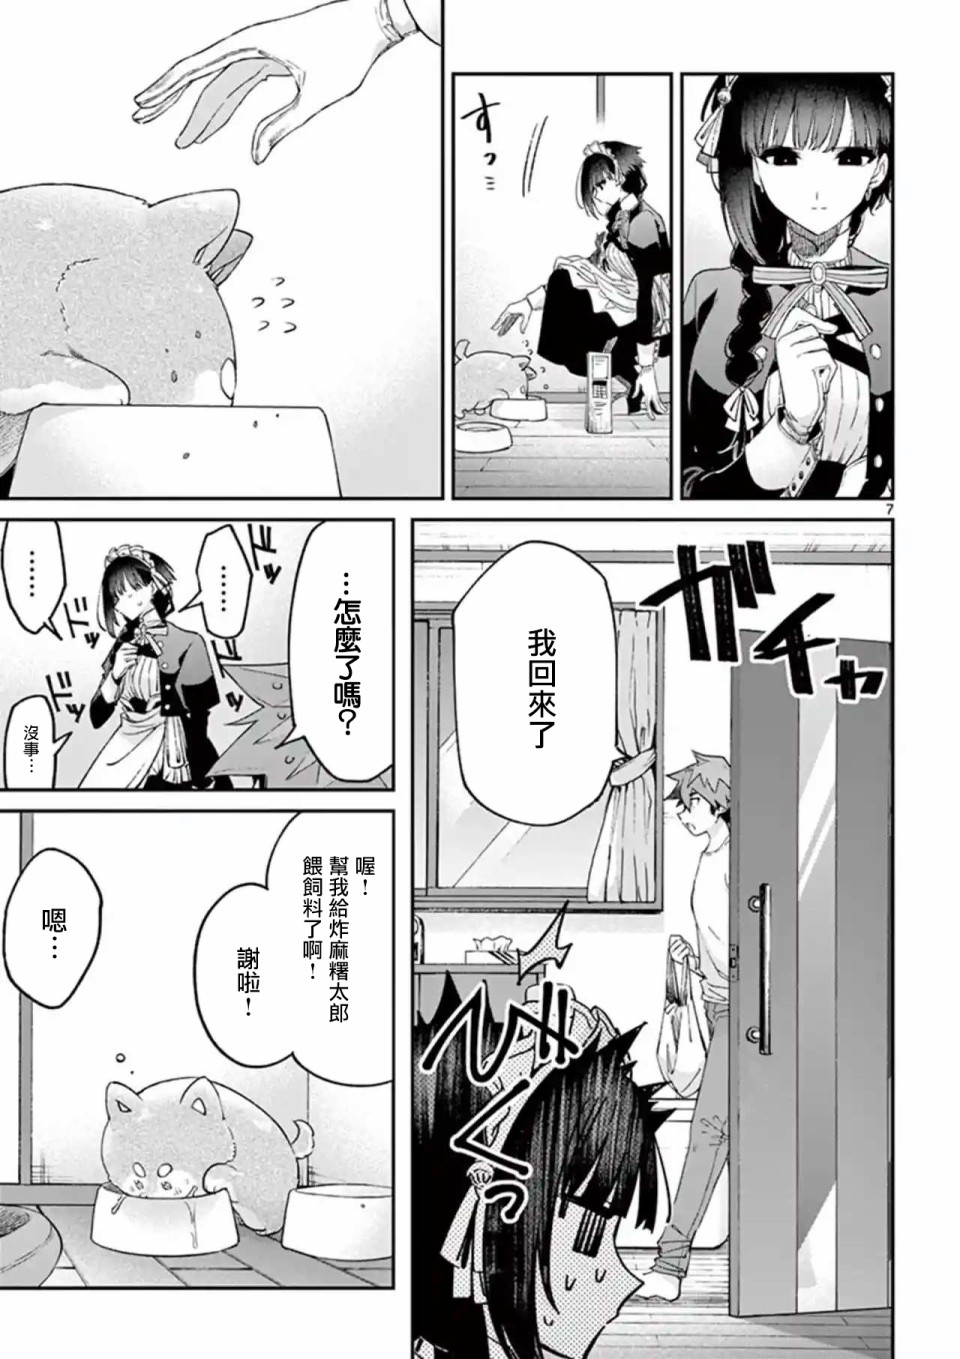 すっ
7
ガチャ
我回來了
びくっ
…怎麼了嗎？
………
………
沒事…
ドッ
ドッ
ドッ
ドッ
喔！
幫我給炸麻糬太郎
餵飼料了啊！
謝啦！
嗯…